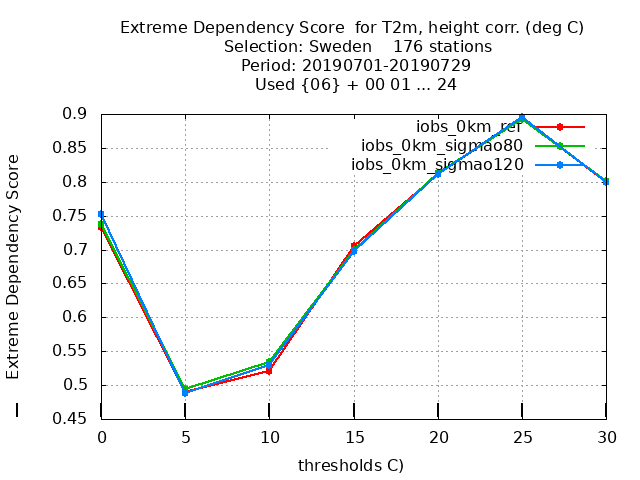 Extreme Dependency Score  for T2m, height corr. (deg C)
Selection: Sweden    176 stations
Period: 20190701-20190729
Used {06} + 00 01 ... 24
Extreme Dependency Score
0.9
0.85
0.8
0.75
0.7
0.65
0.6
0.55
0.5
0.45
iobs_0km_ref
iobs_0km_sigmao80
iobs_0km_sigmao120
0 5 10 15 20 25 30
thresholds C)